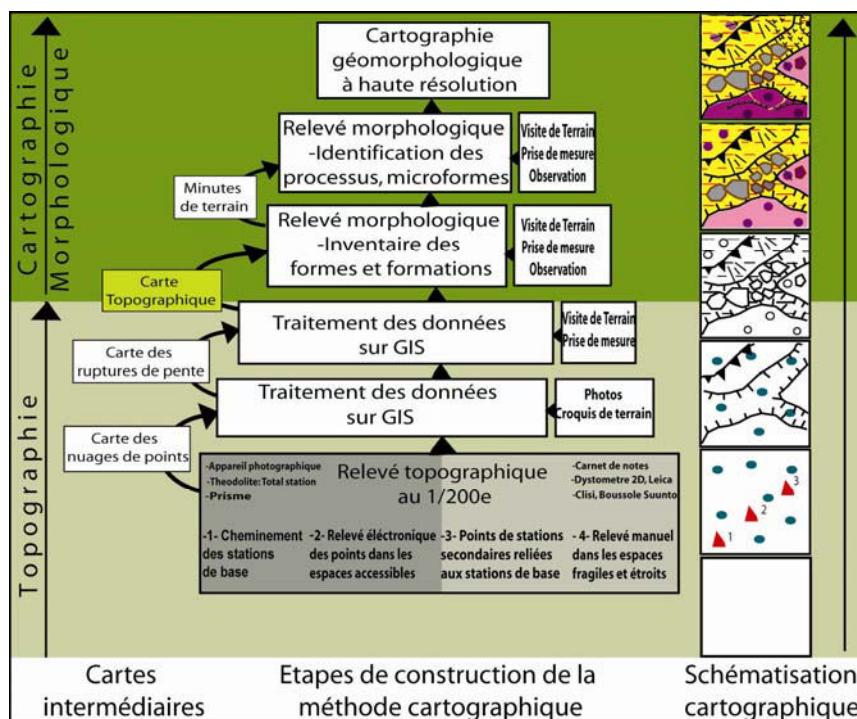 Cartographie
Morphologique
Topographie
Cartographie
géomorphologique
à haute résolution
Relevé morphologique
-Identification des
processus, microformes
Visite de Terrain
Prise de mesure
Observation
Minutes
de terrain
Relevé morphologique
-Inventaire des
formes et formations
Visite de Terrain
Prise de mesure
Observation
Carte
Topographique
Traitement des données
sur GIS
Visite de Terrain
Prise de mesure
Carte des
ruptures de pente
Traitement des données
sur GIS
Photos
Croquis de terrain
Carte des
nuages de points
-Appareil photographique
-Theodolite: Total station
-Prisme
Relevé topographique
au 1/200e
-Carnet de notes
-Dystometre 2D, Leica
-Clisi, Boussole Suunto
-1- Cheminement
des stations
de base
-2- Relevé éléctronique
des points dans les
espaces accessibles
-3- Points de stations
secondaires reliées
aux stations de base
- 4- Relevé manuel
dans les espaces
fragiles et étroits
3
2
1
Cartes
intermédiaires
Etapes de construction de la
méthode cartographique
Schématisation
cartographique